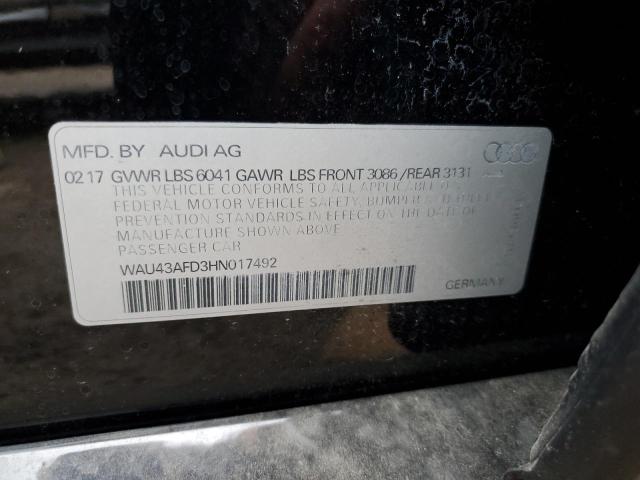 MFD. BY AUDI AG
02 17 GVWR LBS 6041 GAWR LBS FRONT 3086 /REAR 3131
THIS VEHICLE CONFORMS TO ALL APPLICABLE U.S.
FEDERAL MOTOR VEHICLE SAFETY, BUMPER AND THEFT
STANDARDS IN EFFECT ON THE DATE OF
MANUFACTURE SHOWN ABOVE
PASSENGER CAR
WAU43AFD3HN017492
GERMANY